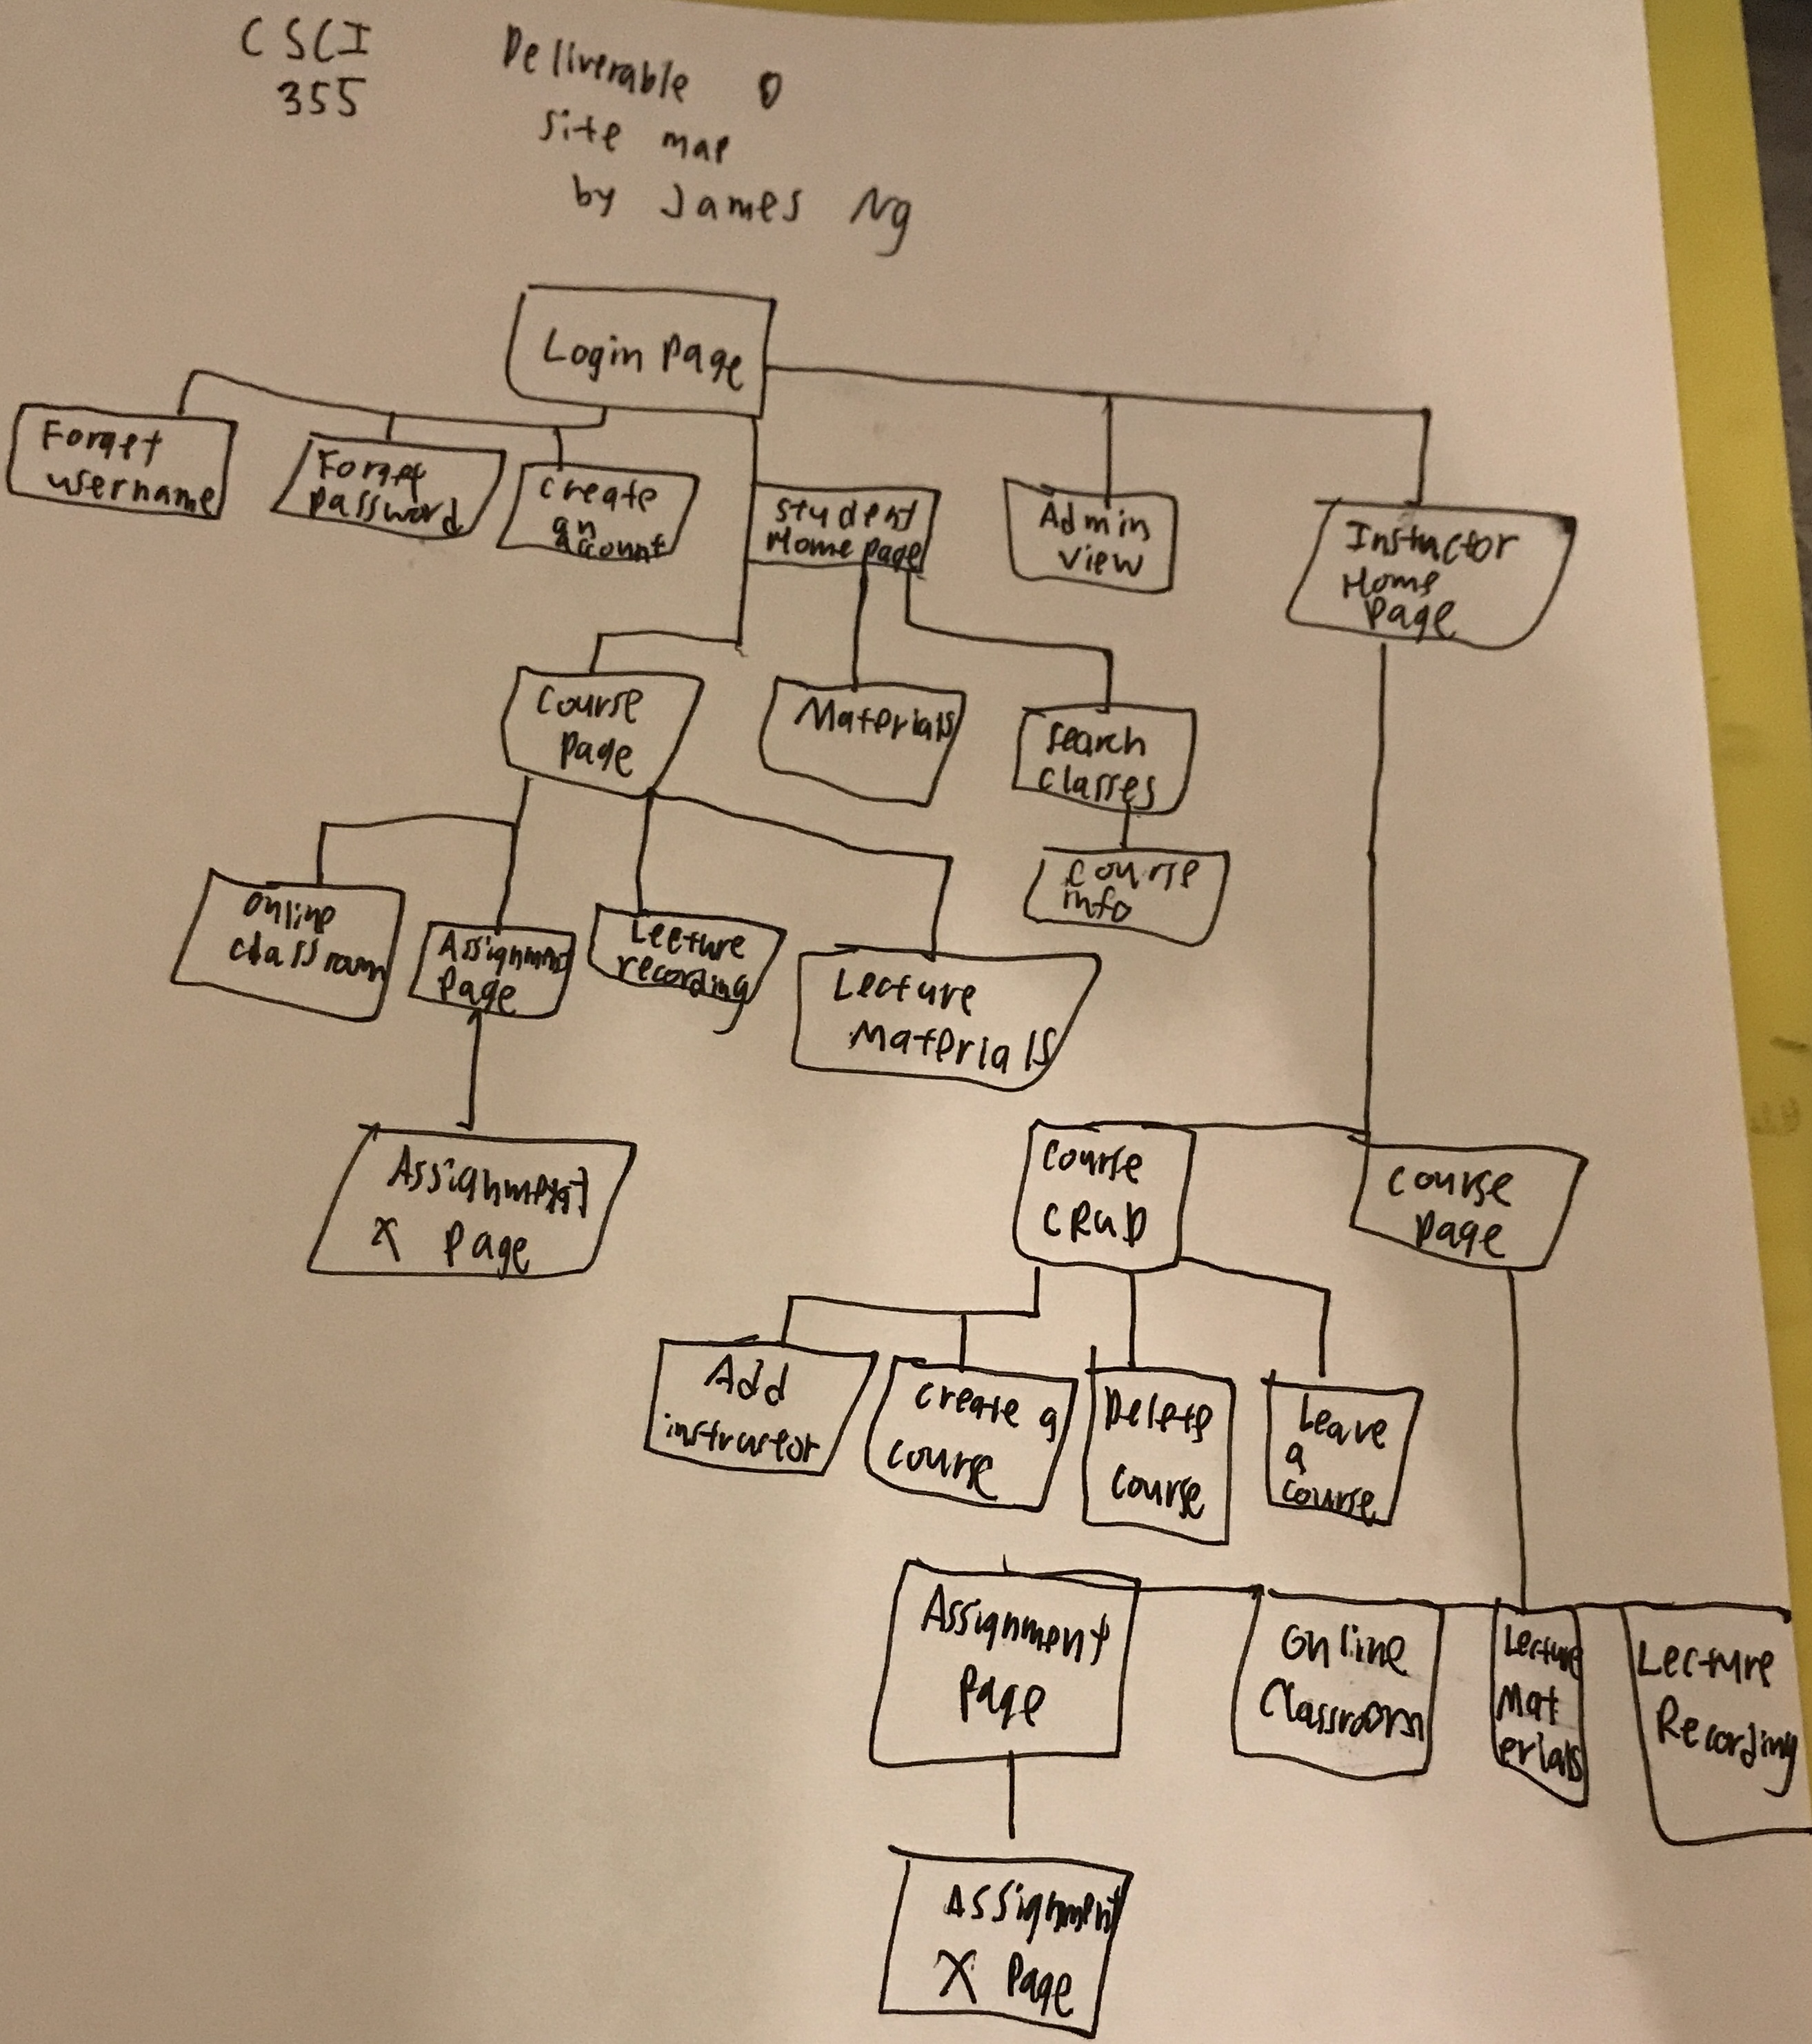 CSCI
355
Deliverable 0
site map
by James Ng
Login Page
Forget
username
Forget
password
Create
an
account
Student
Home page
Admin
view
Instuctor
Home
Page
Course
Page
Materials
Search
classes
Course
info
Online
classroom
Assignment
Page
Lecture
recording
Lecture
Materials
Assignment
X Page
Course
CRUD
Course
Page
Add
instructor
Create a
course
Delete
course
Leave
a
course
Assignment
Page
Online
Classroom
Lecture
Mat
erials
Lecture
Recording
Assignment
X Page